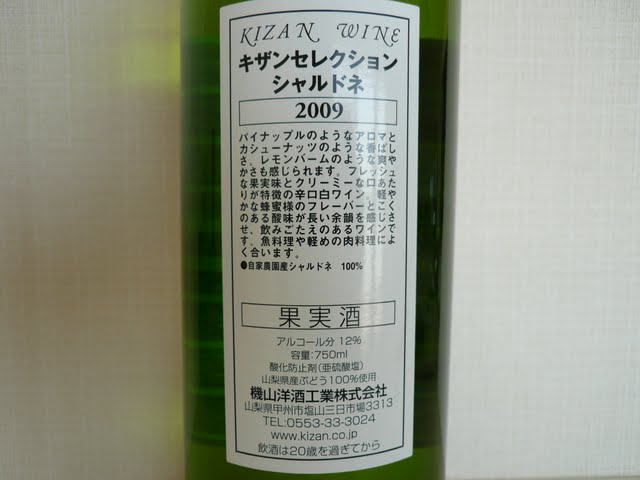 KIZAN WINE
キザンセレクション
シャルドネ
2009
パイナップルのようなアロマと
カシューナッツのような香ばし
さ、レモンバームのような爽や
かさも感じられます。フレッシュ
な果実味とクリーミーな口あた
りが特徴の辛口白ワイン。軽や
かな蜂蜜様のフレーバーとこく
のある酸味が長い余韻を感じさ
せ、飲みごたえのあるワインで
す。魚料理や軽めの肉料理によ
く合います。
●自家農園産シャルドネ 100%
果実酒
アルコール分 12%
容量:750ml
酸化防止剤(亜硫酸塩)
山梨県産ぶどう100%使用
機山洋酒工業株式会社
山梨県甲州市塩山三日市場3313
TEL:0553-33-3024
www.kizan.co.jp
飲酒は20歳を過ぎてから